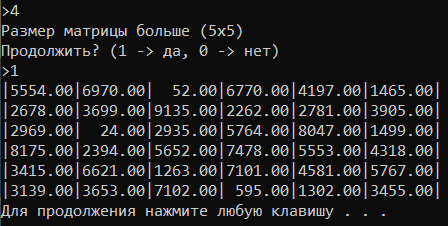 >4
Размер матрицы больше (5x5)
Продолжить? (1 -> да, 0 -> нет)
>1
|5554.00|6970.00|  52.00|6770.00|4197.00|1465.00|
|2678.00|3699.00|9135.00|2262.00|2781.00|3905.00|
|2969.00|  24.00|2935.00|5764.00|8047.00|1499.00|
|8175.00|2394.00|5652.00|7478.00|5553.00|4318.00|
|3415.00|6621.00|1263.00|7101.00|4581.00|5767.00|
|3139.00|3653.00|7102.00| 595.00|1302.00|3455.00|
Для продолжения нажмите любую клавишу . . .